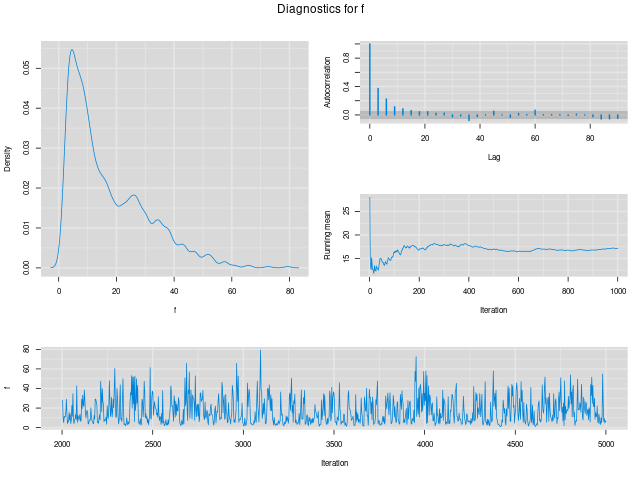 Diagnostics for f
Density
0.00 0.01 0.02 0.03 0.04 0.05
0 20 40 60 80
f
Autocorrelation
0.0 0.4 0.8
0 20 40 60 80
Lag
Running mean
15 20 25
0 200 400 600 800 1000
Iteration
f
0 20 40 60 80
2000 2500 3000 3500 4000 4500 5000
Iteration